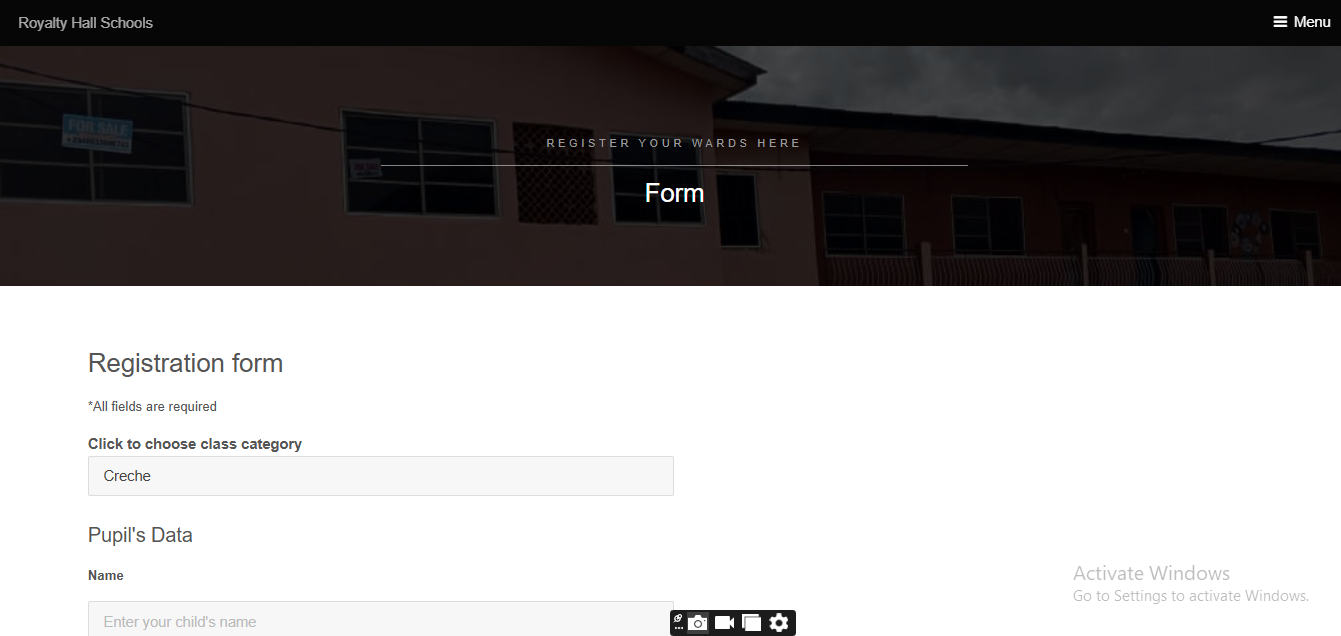 Royalty Hall Schools
Menu
FOR SALE
REGISTER YOUR WARDS HERE
Form
Registration form
*All fields are required
Click to choose class category
Creche
Pupil's Data
Name
Enter your child's name
Activate Windows
Go to Settings to activate Windows.